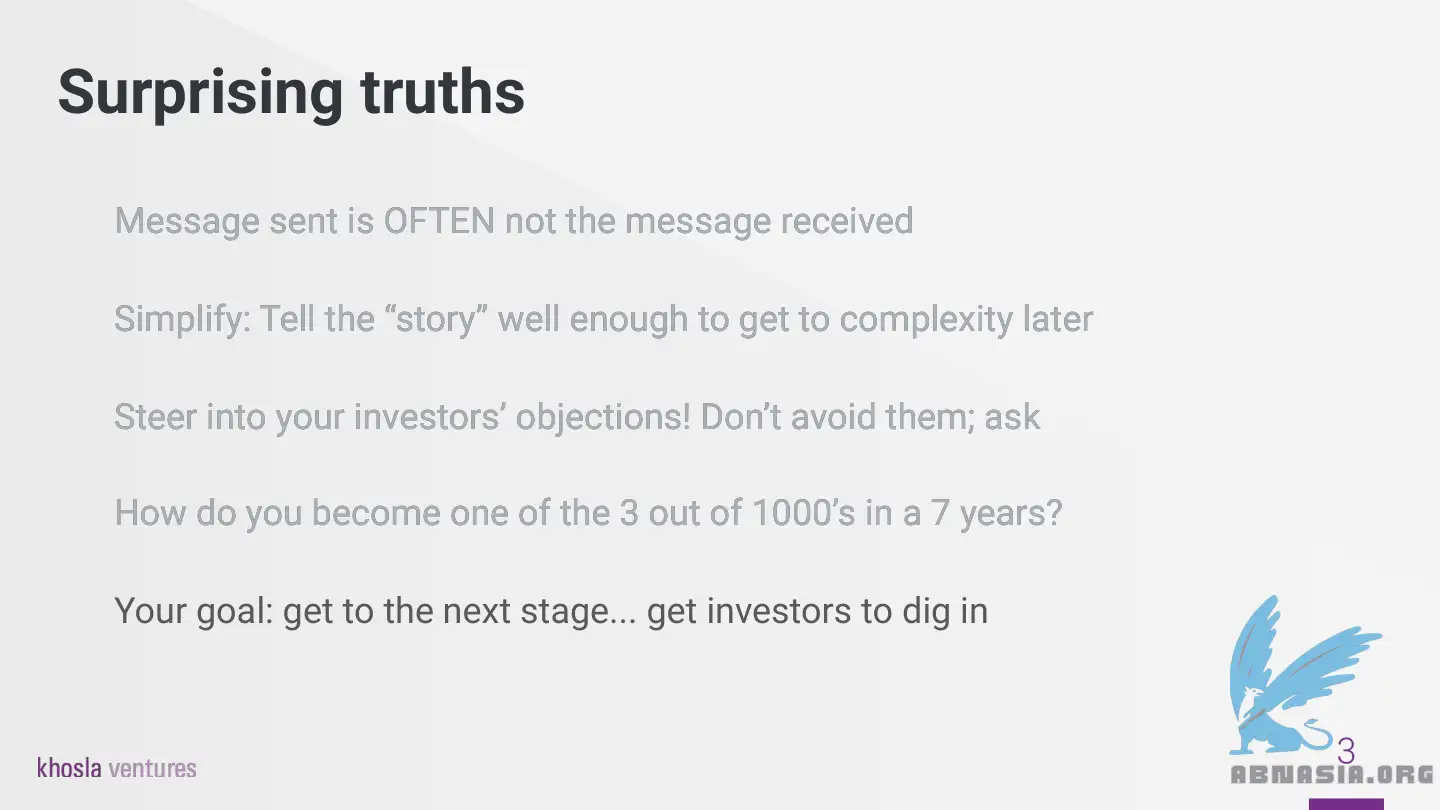 Surprising truths
Message sent is OFTEN not the message received
Simplify: Tell the “story” well enough to get to complexity later
Steer into your investors’ objections! Don’t avoid them; ask
How do you become one of the 3 out of 1000’s in a 7 years?
Your goal: get to the next stage... get investors to dig in
khosla ventures
3
ABNASIA.ORG